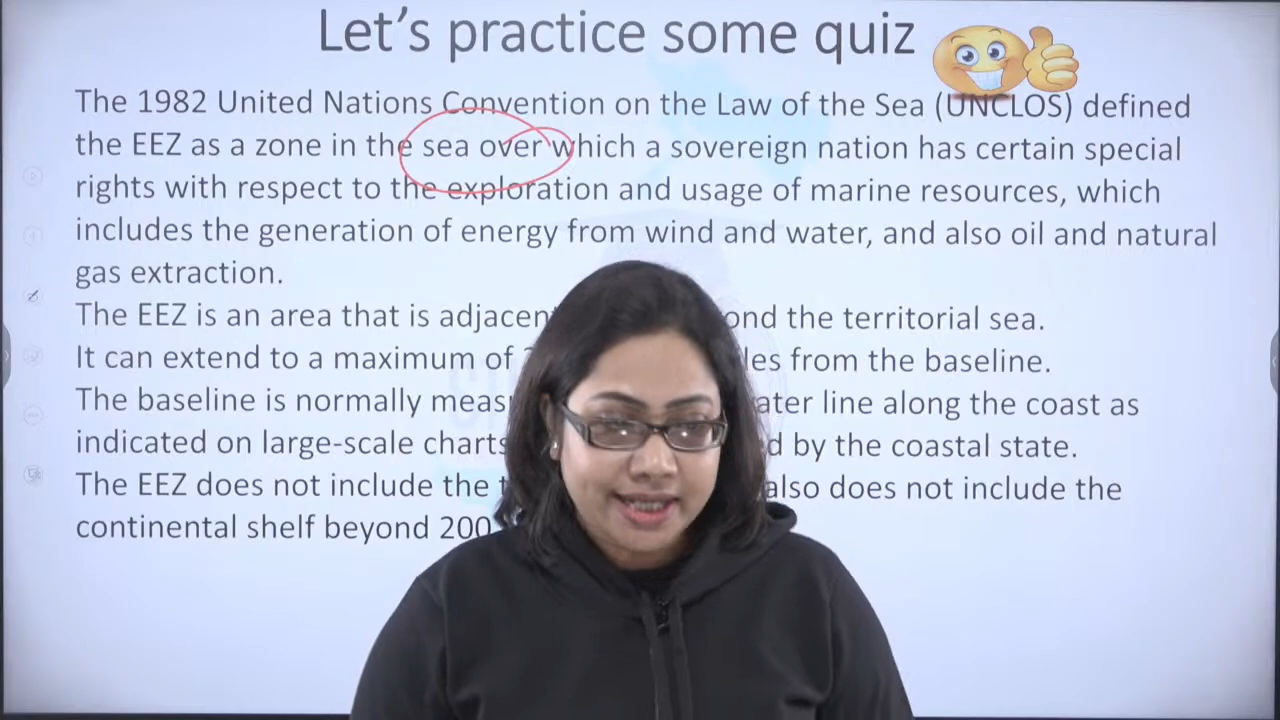 Let's practice some quiz
The 1982 United Nations Convention on the Law of the Sea (UNCLOS) defined
the EEZ as a zone in the sea over which a sovereign nation has certain special
rights with respect to the exploration and usage of marine resources, which
includes the generation of energy from wind and water, and also oil and natural
gas extraction.
The EEZ is an area that is adjacent the territorial sea.
It can extend to a maximum of from the baseline.
The baseline is normally line along the coast as
indicated on large-scale charts by the coastal state.
The EEZ does not include the also does not include the
continental shelf beyond 200